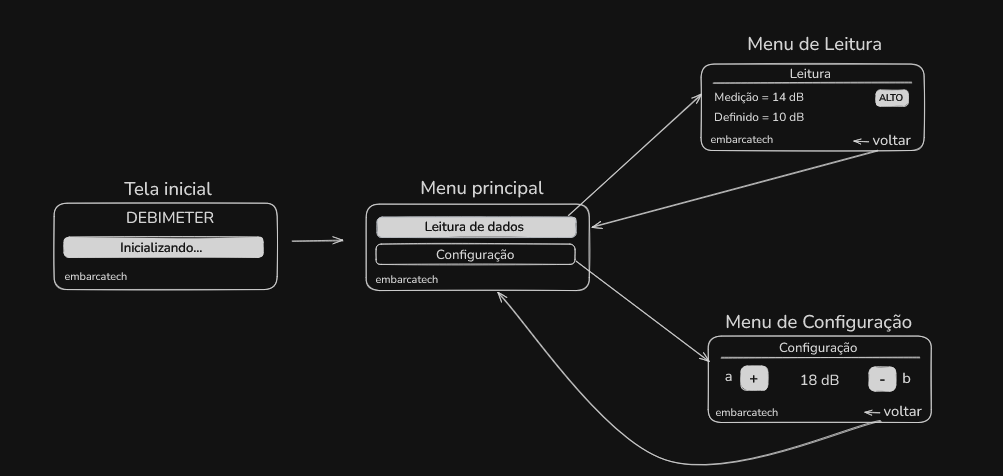 Tela inicial
DEBIMETER
Inicializando...
embarcatech
Menu principal
Leitura de dados
Configuração
embarcatech
Menu de Leitura
Leitura
Medição = 14 dB
ALTO
Definido = 10 dB
embarcatech
voltar
Menu de Configuração
Configuração
a + 18 dB - b
embarcatech
voltar